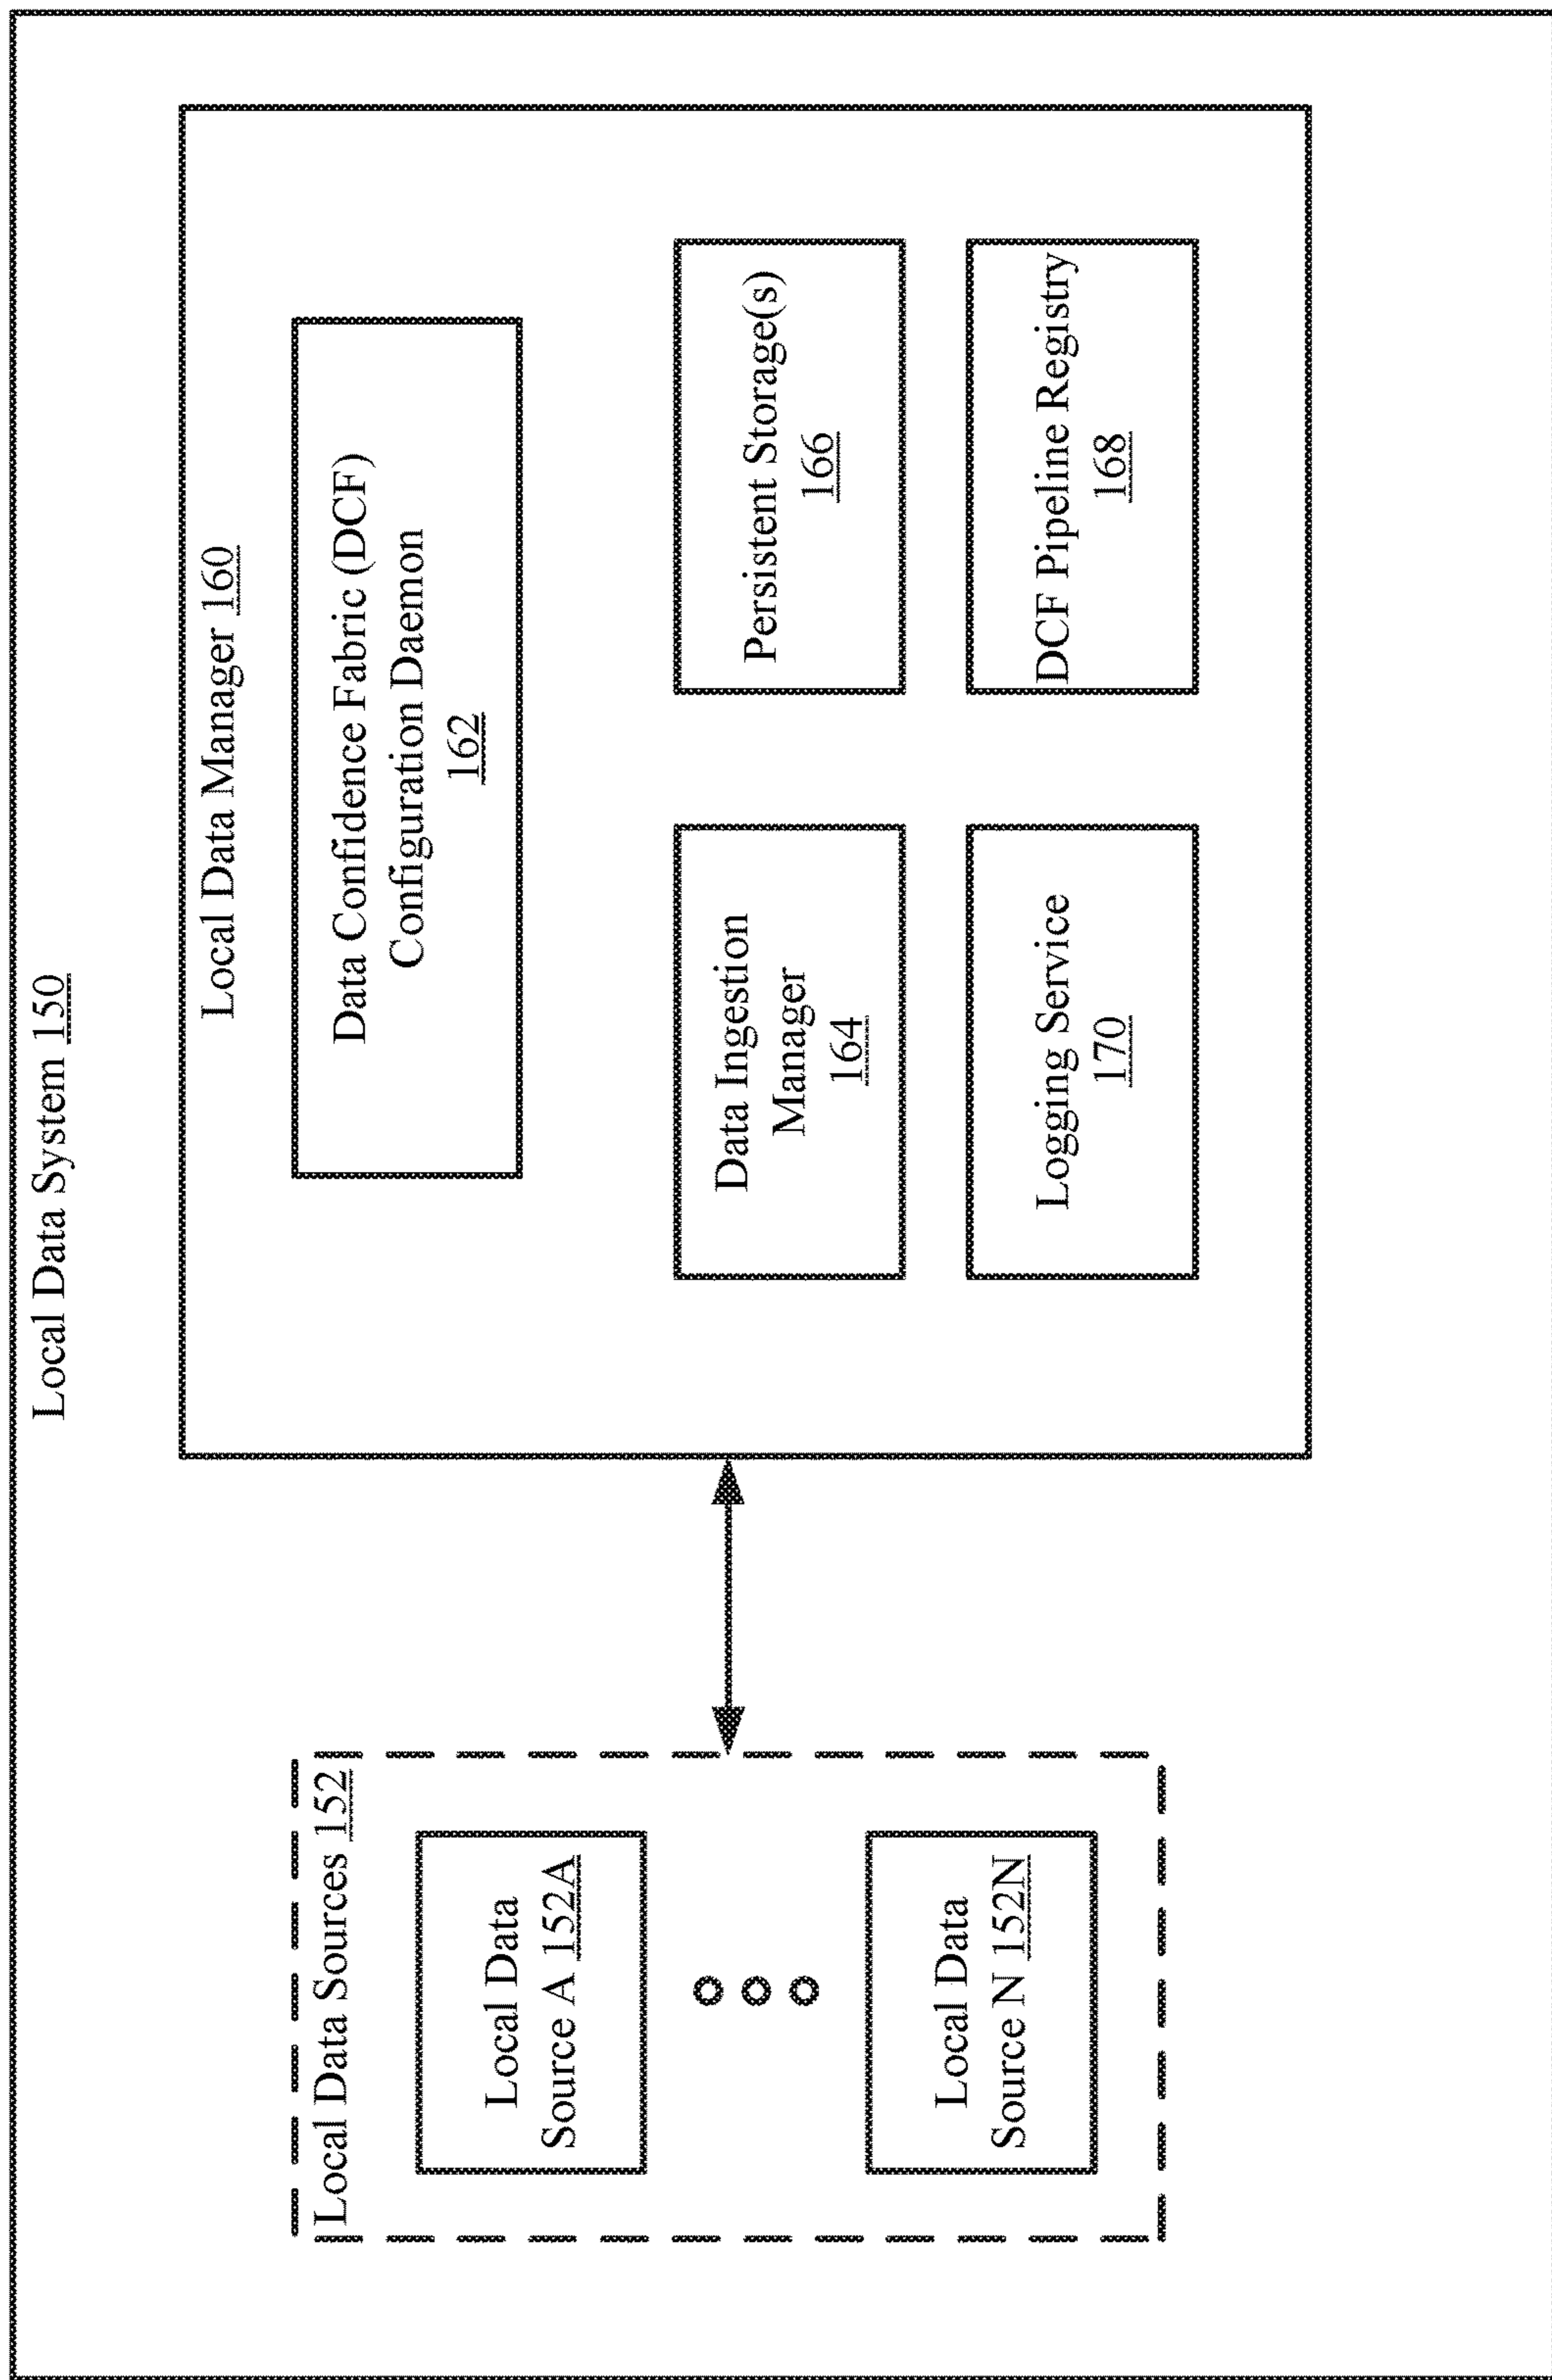 Local Data System 150
Local Data Sources 152
Local Data
Source A 152A
Local Data
Source N 152N
Local Data Manager 160
Data Confidence Fabric (DCF)
Configuration Daemon
162
Data Ingestion
Manager
164
Persistent Storage(s)
166
Logging Service
170
DCF Pipeline Registry
168